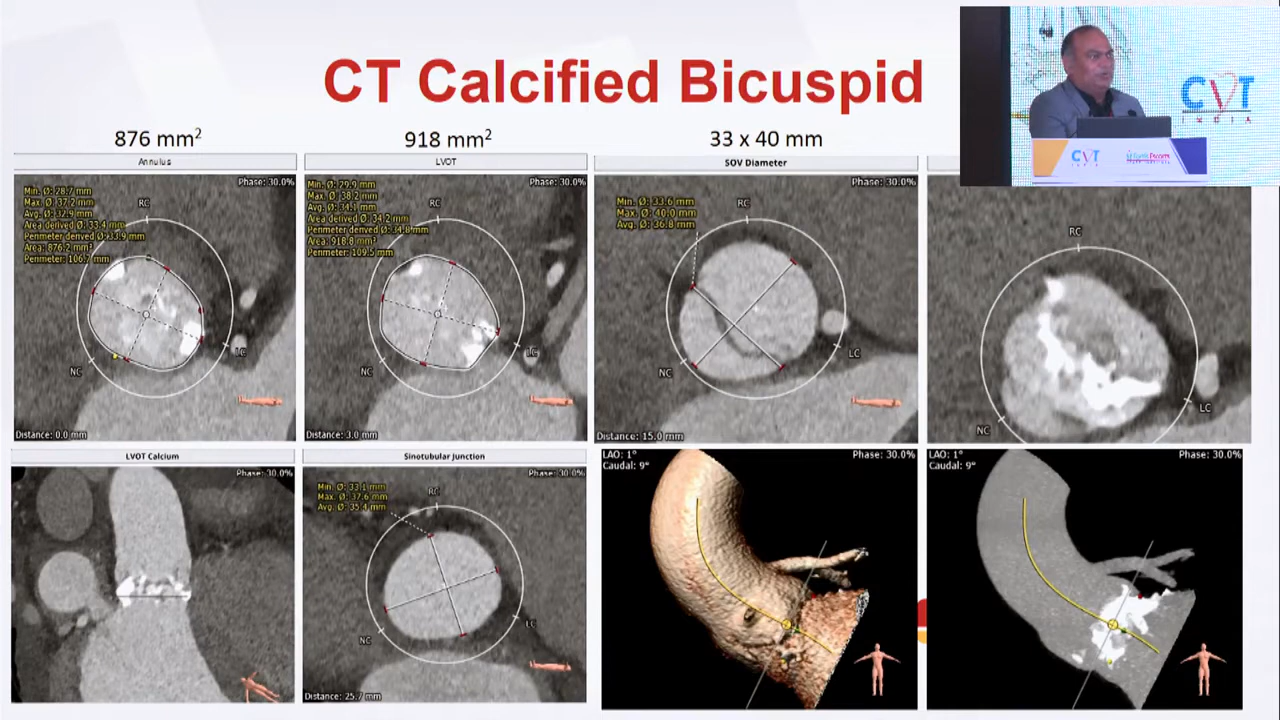 CT Calcified Bicuspid
CVT
INDIA
CVT
876 mm²
918 mm²
33 x 40 mm
Annulus
LVOT
SOV Diameter
Phase: 30.0%
Min. Ø: 28.7 mm
Max. Ø: 37.2 mm
Avg. Ø: 32.9 mm
Area derived Ø: 33.4 mm
Perimeter derived Ø: 33.9 mm
Area: 876.2 mm²
Perimeter: 106.7 mm
RC
LC
NC
Distance: 0.0 mm
Phase: 30.0%
Min. Ø: 29.9 mm
Max. Ø: 38.2 mm
Area derived Ø: 34.2 mm
Perimeter derived Ø: 34.8 mm
Area: 918.8 mm²
Perimeter: 109.5 mm
RC
LC
NC
Distance: 3.0 mm
Phase: 30.0%
Min. Ø: 33.6 mm
Max. Ø: 40.0 mm
Avg. Ø: 36.8 mm
RC
LC
NC
Distance: 15.0 mm
RC
LC
NC
LVOT Calcium
Phase: 30.0%
Sinotubular Junction
Phase: 30.0%
Min. Ø: 33.1 mm
Max. Ø: 37.6 mm
Avg. Ø: 35.4 mm
RC
LC
NC
Distance: 25.7 mm
LAO: 1°
Caudal: 9°
Phase: 30.0%
LAO: 1°
Caudal: 9°
Phase: 30.0%